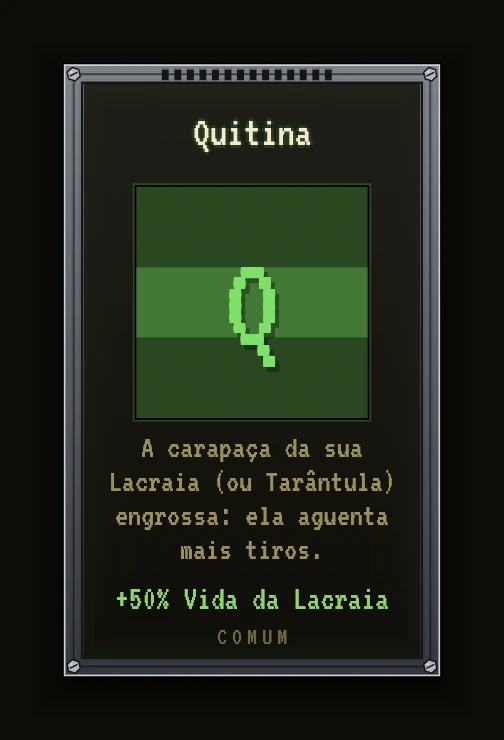 Quitina
Q
A carapaça da sua
Lacraia (ou Tarântula)
engrossa: ela aguenta
mais tiros.
+50% Vida da Lacraia
COMUM